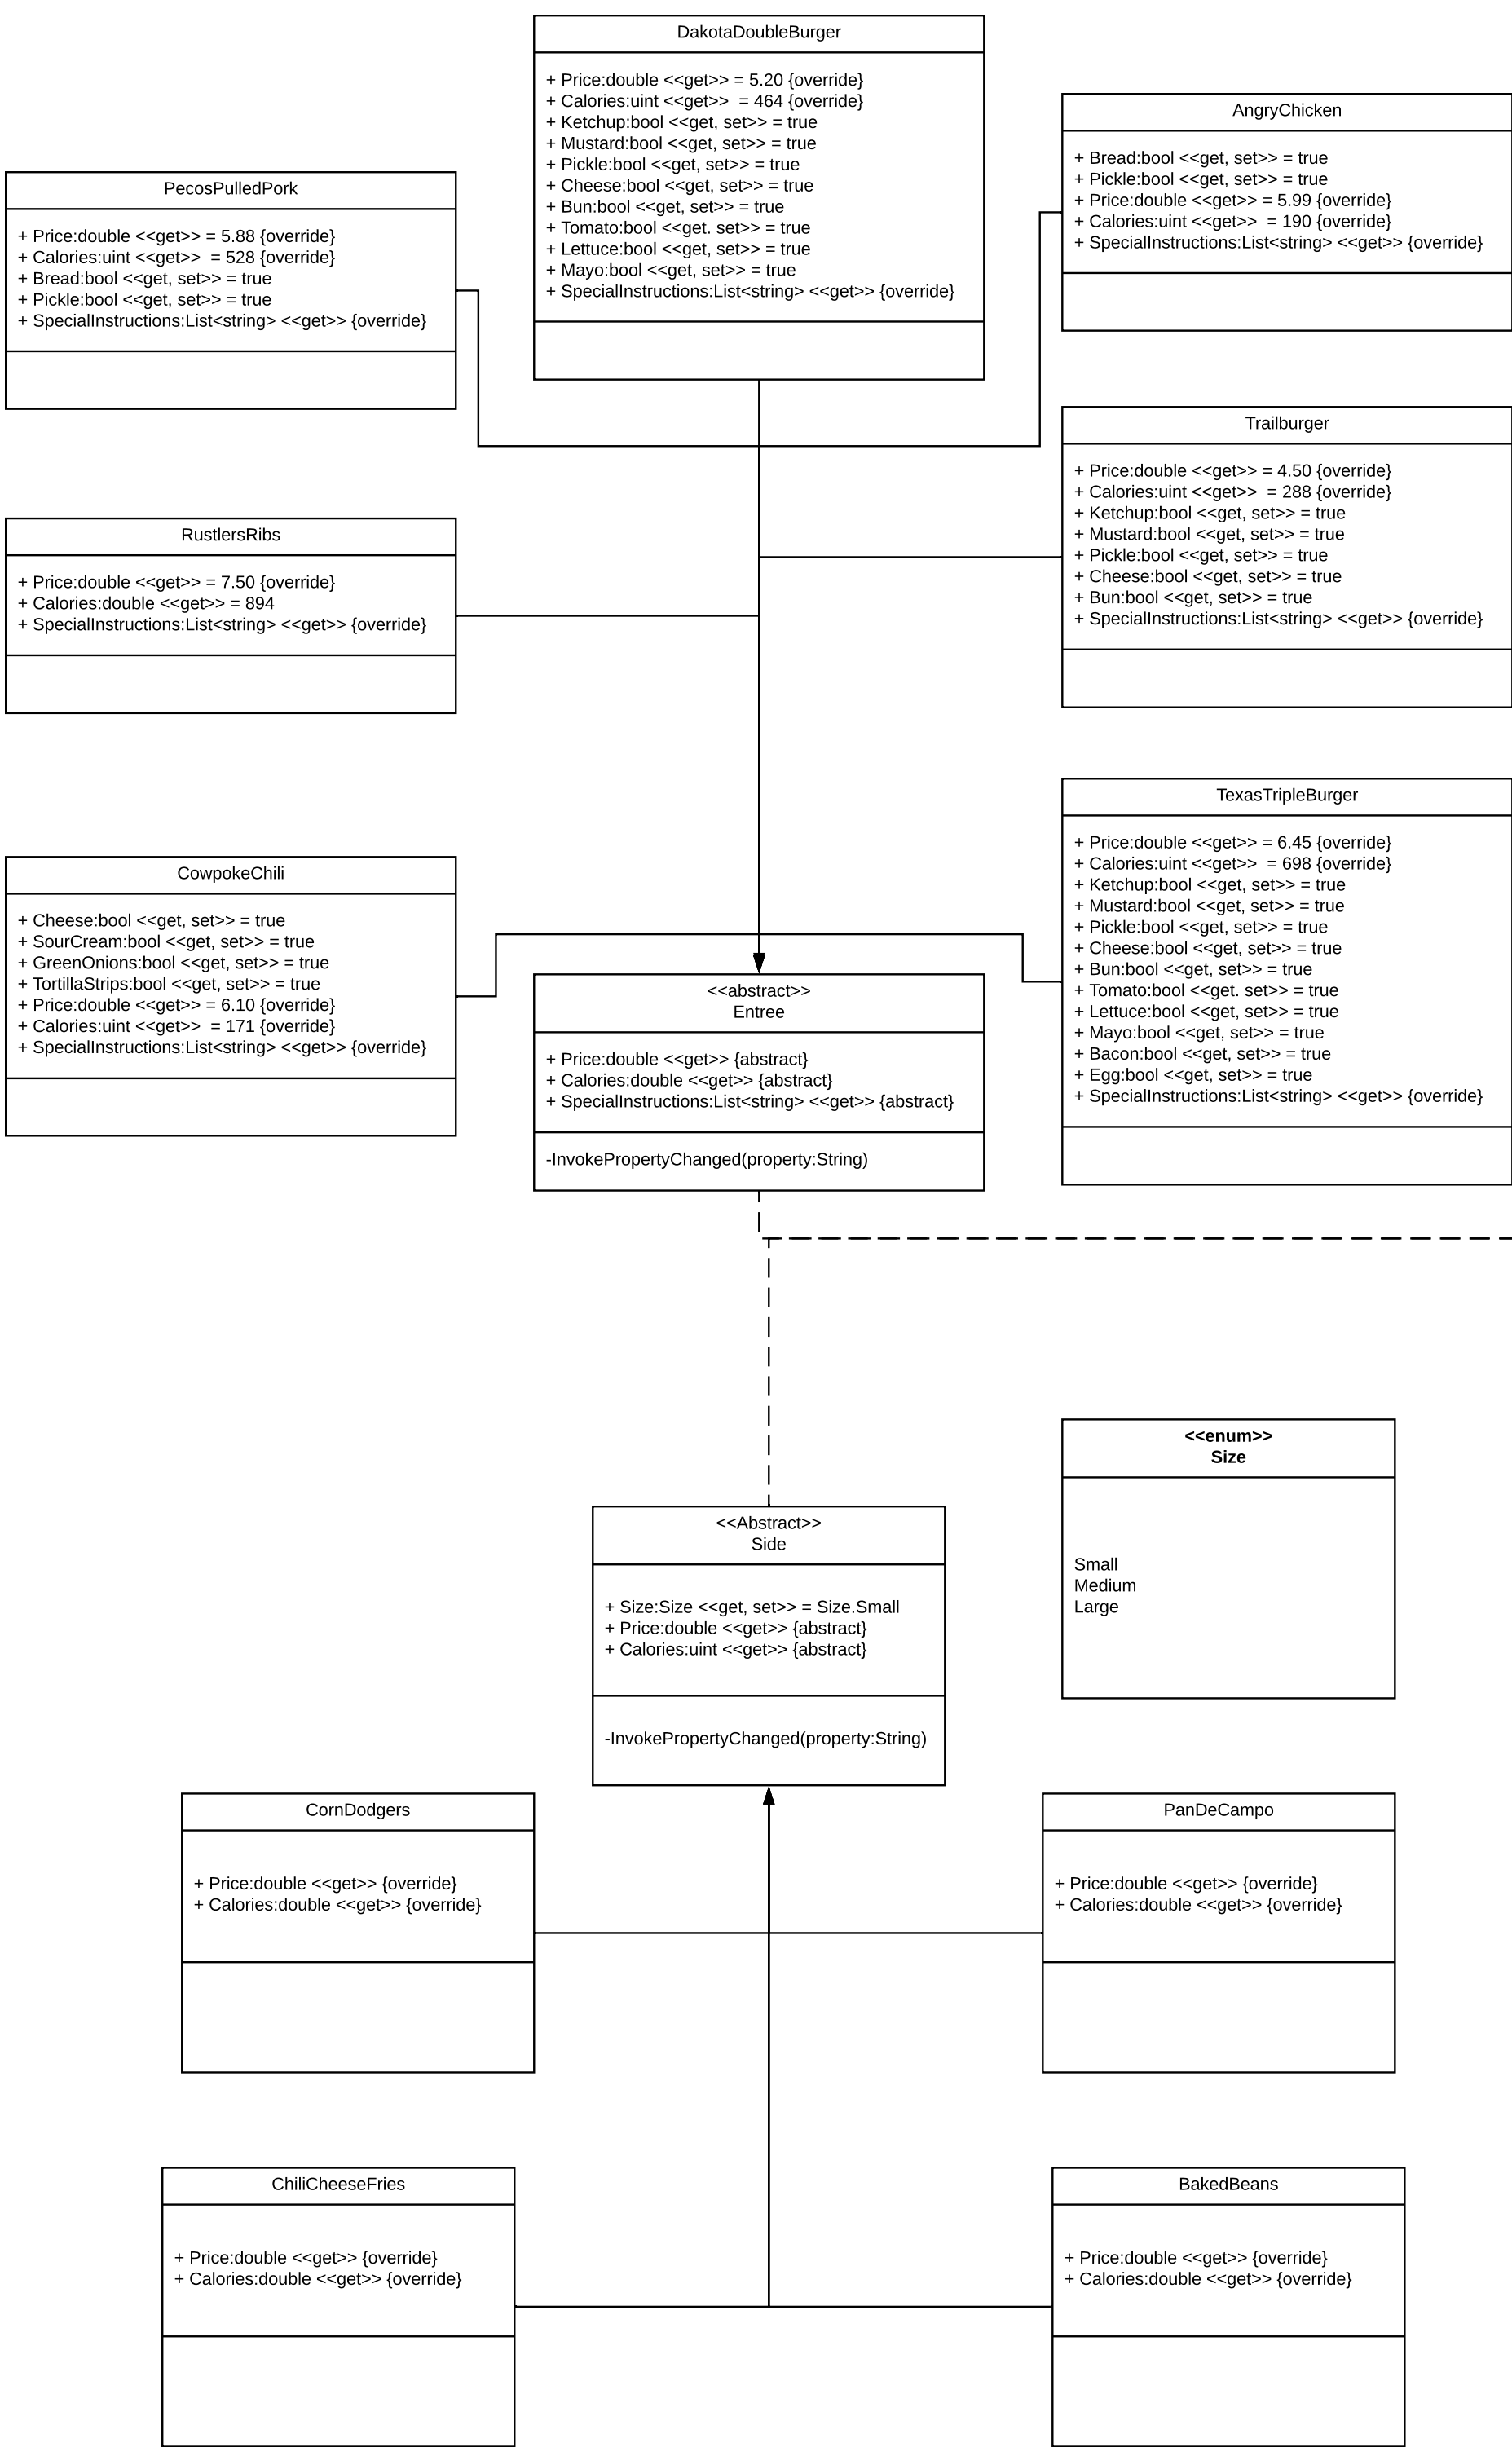 DakotaDoubleBurger
+ Price:double <<get>> = 5.20 {override}
+ Calories:uint <<get>>  = 464 {override}
+ Ketchup:bool <<get, set>> = true
+ Mustard:bool <<get, set>> = true
+ Pickle:bool <<get, set>> = true
+ Cheese:bool <<get, set>> = true
+ Bun:bool <<get, set>> = true
+ Tomato:bool <<get. set>> = true
+ Lettuce:bool <<get, set>> = true
+ Mayo:bool <<get, set>> = true
+ SpecialInstructions:List<string> <<get>> {override}
AngryChicken
+ Bread:bool <<get, set>> = true
+ Pickle:bool <<get, set>> = true
+ Price:double <<get>> = 5.99 {override}
+ Calories:uint <<get>>  = 190 {override}
+ SpecialInstructions:List<string> <<get>> {override}
PecosPulledPork
+ Price:double <<get>> = 5.88 {override}
+ Calories:uint <<get>>  = 528 {override}
+ Bread:bool <<get, set>> = true
+ Pickle:bool <<get, set>> = true
+ SpecialInstructions:List<string> <<get>> {override}
Trailburger
+ Price:double <<get>> = 4.50 {override}
+ Calories:uint <<get>>  = 288 {override}
+ Ketchup:bool <<get, set>> = true
+ Mustard:bool <<get, set>> = true
+ Pickle:bool <<get, set>> = true
+ Cheese:bool <<get, set>> = true
+ Bun:bool <<get, set>> = true
+ SpecialInstructions:List<string> <<get>> {override}
RustlersRibs
+ Price:double <<get>> = 7.50 {override}
+ Calories:double <<get>> = 894
+ SpecialInstructions:List<string> <<get>> {override}
TexasTripleBurger
+ Price:double <<get>> = 6.45 {override}
+ Calories:uint <<get>>  = 698 {override}
+ Ketchup:bool <<get, set>> = true
+ Mustard:bool <<get, set>> = true
+ Pickle:bool <<get, set>> = true
+ Cheese:bool <<get, set>> = true
+ Bun:bool <<get, set>> = true
+ Tomato:bool <<get. set>> = true
+ Lettuce:bool <<get, set>> = true
+ Mayo:bool <<get, set>> = true
+ Bacon:bool <<get, set>> = true
+ Egg:bool <<get, set>> = true
+ SpecialInstructions:List<string> <<get>> {override}
CowpokeChili
+ Cheese:bool <<get, set>> = true
+ SourCream:bool <<get, set>> = true
+ GreenOnions:bool <<get, set>> = true
+ TortillaStrips:bool <<get, set>> = true
+ Price:double <<get>> = 6.10 {override}
+ Calories:uint <<get>>  = 171 {override}
+ SpecialInstructions:List<string> <<get>> {override}
<<abstract>>
Entree
+ Price:double <<get>> {abstract}
+ Calories:double <<get>> {abstract}
+ SpecialInstructions:List<string> <<get>> {abstract}
-InvokePropertyChanged(property:String)
<<enum>>
Size
Small
Medium
Large
<<Abstract>>
Side
+ Size:Size <<get, set>> = Size.Small
+ Price:double <<get>> {abstract}
+ Calories:uint <<get>> {abstract}
-InvokePropertyChanged(property:String)
CornDodgers
+ Price:double <<get>> {override}
+ Calories:double <<get>> {override}
PanDeCampo
+ Price:double <<get>> {override}
+ Calories:double <<get>> {override}
ChiliCheeseFries
+ Price:double <<get>> {override}
+ Calories:double <<get>> {override}
BakedBeans
+ Price:double <<get>> {override}
+ Calories:double <<get>> {override}